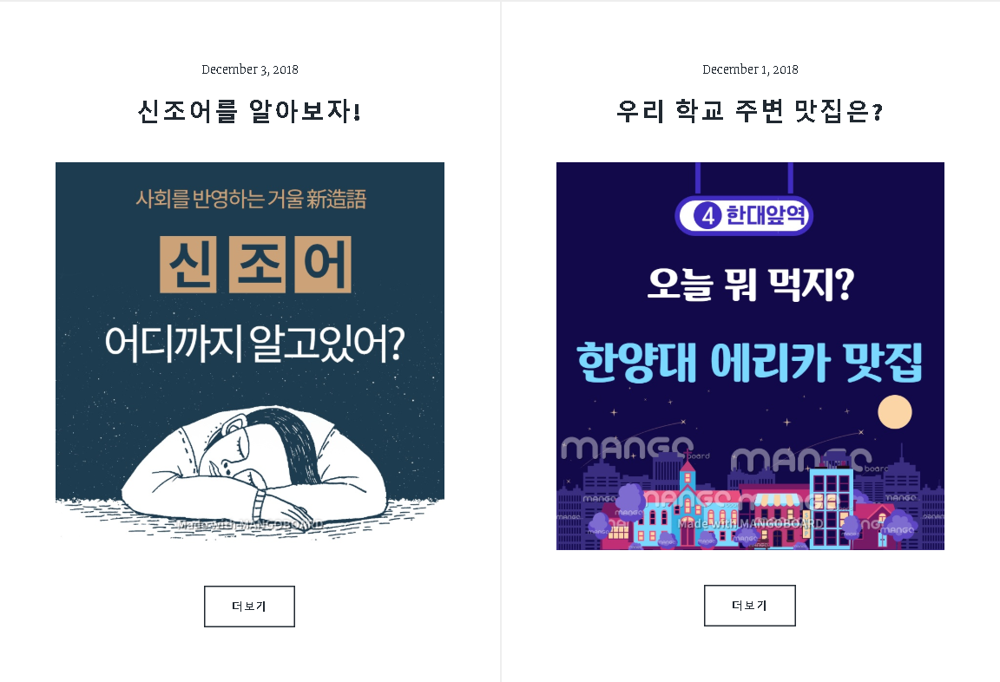 December 3, 2018
신조어를 알아보자!
사회를 반영하는 거울 新造語
신조어
어디까지 알고있어?
Made with MANGOBOARD
더보기
December 1, 2018
우리 학교 주변 맛집은?
4 한대앞역
오늘 뭐 먹지?
한양대 에리카 맛집
MANGO board
MANGO board
MANGO
MANGO
MANGO
MANGO
Made with MANGOBOARD
더보기